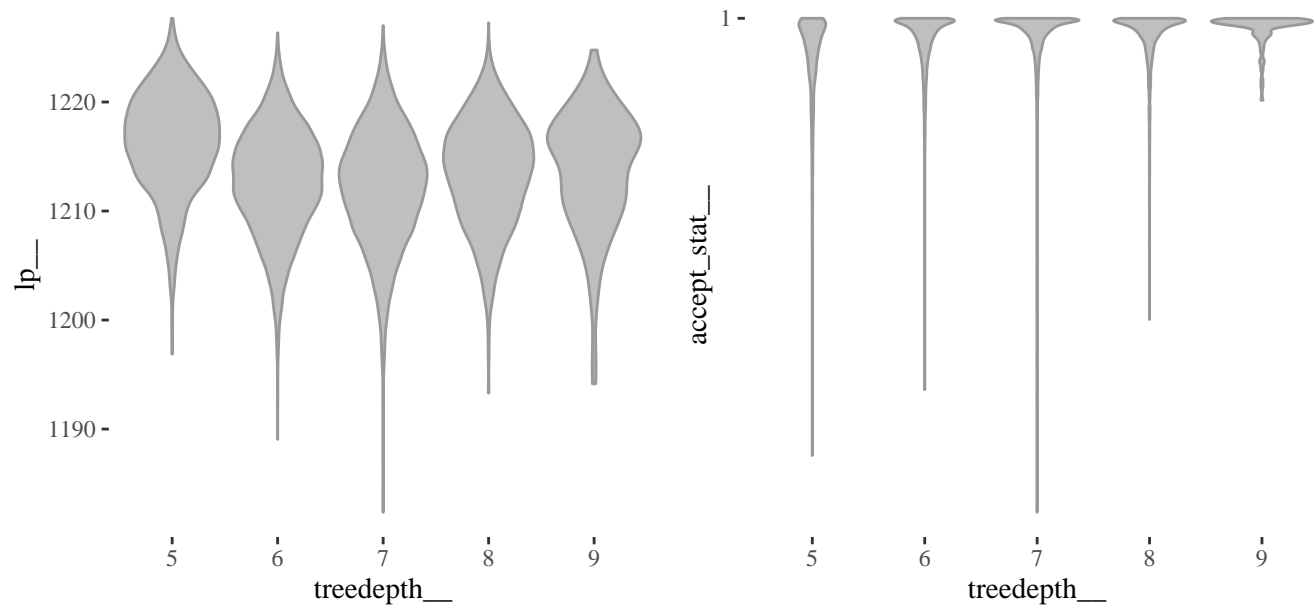 1220
1210
1200
1190
lp__
5 6 7 8 9
treedepth__
1
accept_stat__
5 6 7 8 9
treedepth__